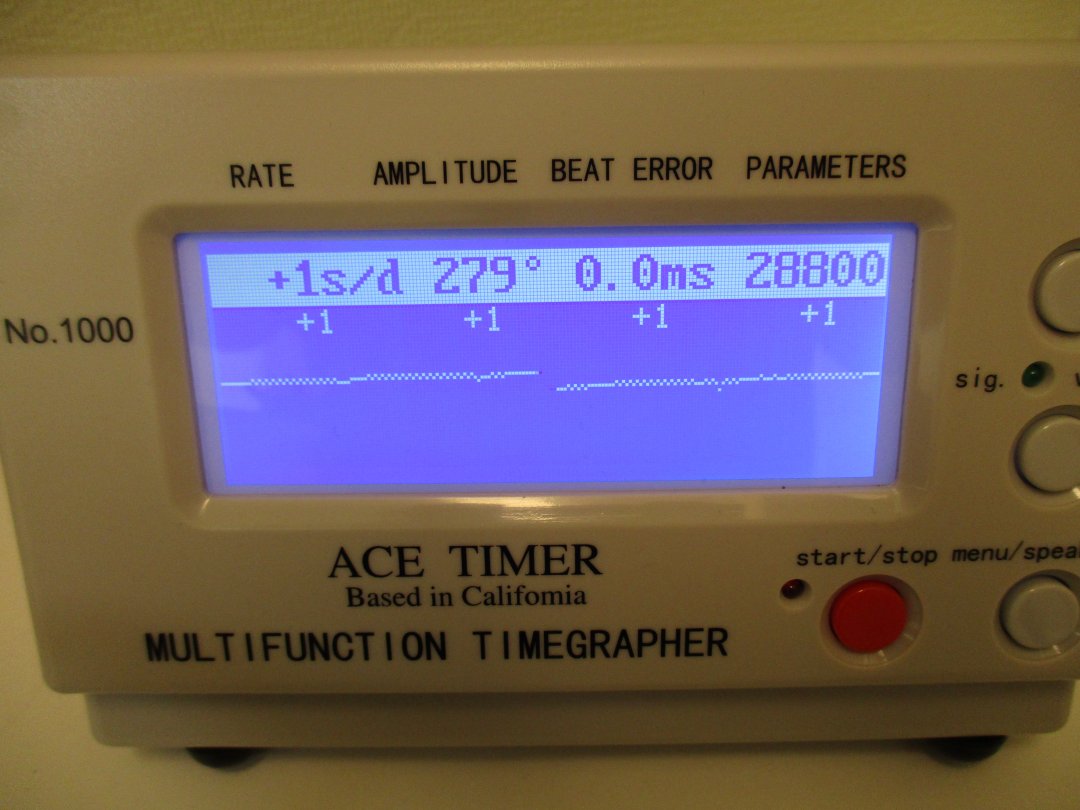 RATE AMPLITUDE BEAT ERROR PARAMETERS
+1s/d 279° 0.0ms 28800
+1 +1 +1 +1
No.1000
sig.
ACE TIMER
Based in Califomia
MULTIFUNCTION TIMEGRAPHER
start/stop menu/spea